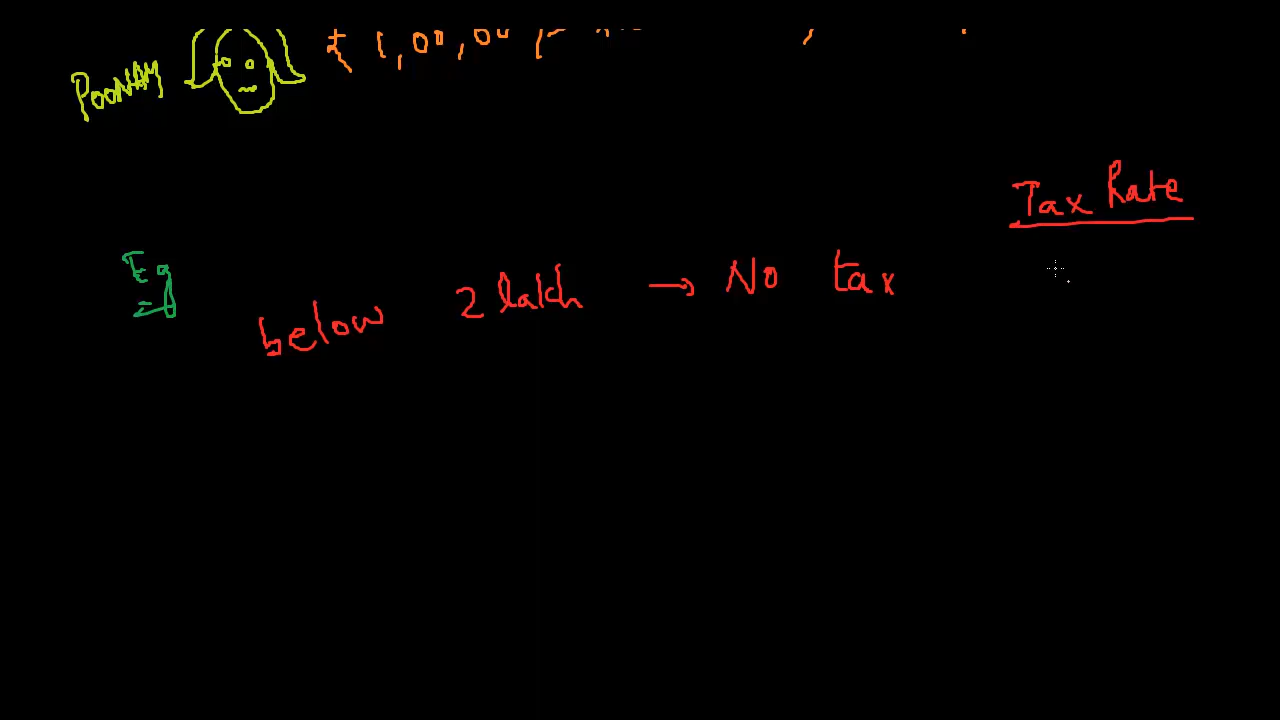 POONAM ₹ 1,00,00
Tax Rate
Eg
below 2 lakh → No tax